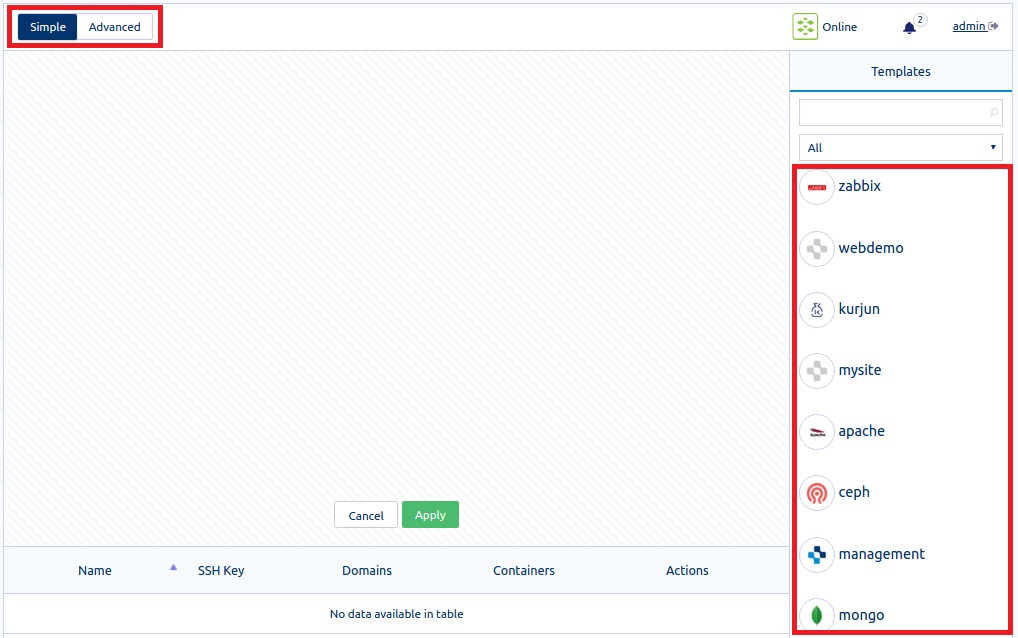 Simple Advanced Online 2 admin
Templates
All
zabbix
webdemo
kurjun
mysite
apache
ceph
management
mongo
Cancel Apply
Name SSH Key Domains Containers Actions
No data available in table